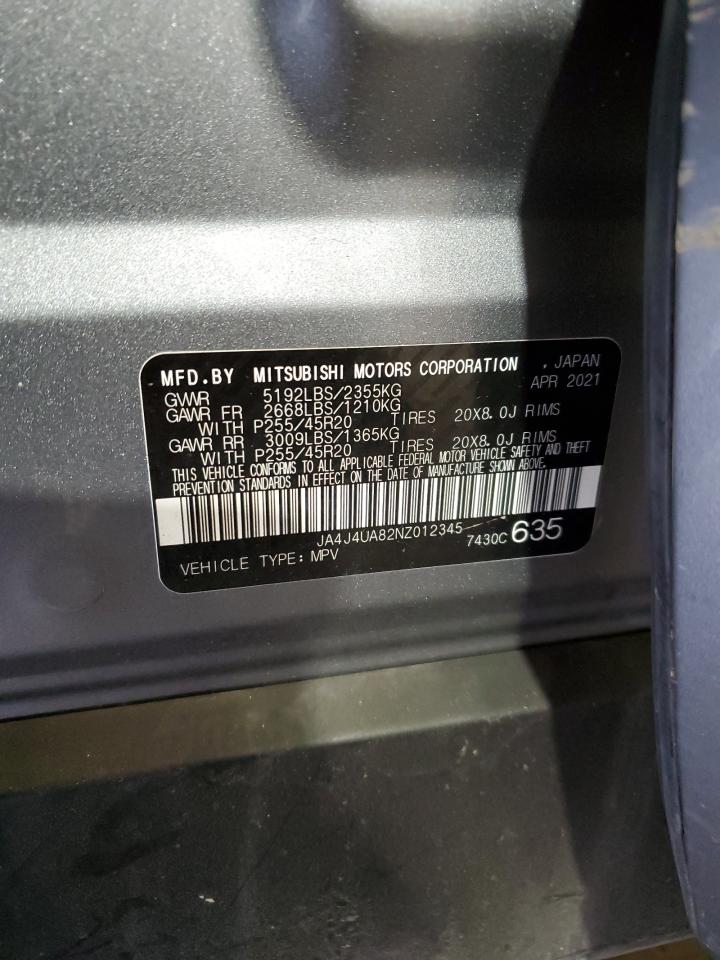 MFD.BY MITSUBISHI MOTORS CORPORATION , JAPAN
APR 2021
GVWR 5192LBS/2355KG
GAWR FR 2668LBS/1210KG
WITH P255/45R20 TIRES 20X8.0J RIMS
GAWR RR 3009LBS/1365KG
WITH P255/45R20 TIRES 20X8.0J RIMS
THIS VEHICLE CONFORMS TO ALL APPLICABLE FEDERAL MOTOR VEHICLE SAFETY AND THEFT
PREVENTION STANDARDS IN EFFECT ON THE DATE OF MANUFACTURE SHOWN ABOVE.
JA4J4UA82NZ012345
7430C 635
VEHICLE TYPE: MPV